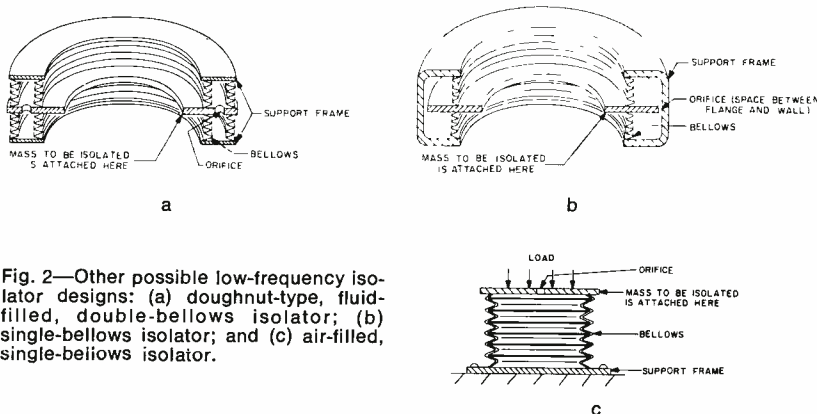 SUPPORT FRAME
BELLOWS
ORIFICE
MASS TO BE ISOLATED
S ATTACHED HERE
a
SUPPORT FRAME
ORIFICE (SPACE BETWEEN
FLANGE AND WALL)
BELLOWS
MASS TO BE ISOLATED
IS ATTACHED HERE
b
Fig. 2—Other possible low-frequency iso-
lator designs: (a) doughnut-type, fluid-
filled, double-bellows isolator; (b)
single-bellows isolator; and (c) air-filled,
single-bellows isolator.
LOAD
ORIFICE
MASS TO BE ISOLATED
IS ATTACHED HERE
BELLOWS
SUPPORT FRAME
c